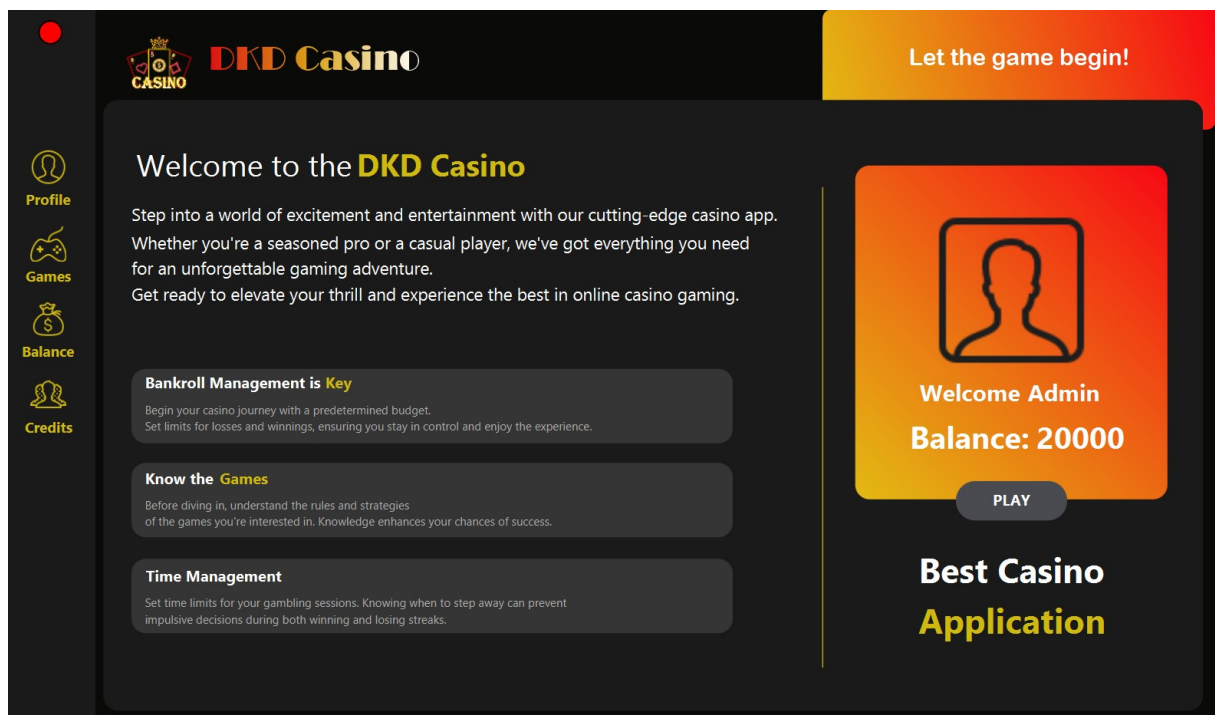 CASINO
DKD Casino
Let the game begin!
Profile
Games
Balance
Credits
Welcome to the DKD Casino
Step into a world of excitement and entertainment with our cutting-edge casino app.
Whether you're a seasoned pro or a casual player, we've got everything you need
for an unforgettable gaming adventure.
Get ready to elevate your thrill and experience the best in online casino gaming.
Bankroll Management is Key
Begin your casino journey with a predetermined budget.
Set limits for losses and winnings, ensuring you stay in control and enjoy the experience.
Know the Games
Before diving in, understand the rules and strategies
of the games you're interested in. Knowledge enhances your chances of success.
Time Management
Set time limits for your gambling sessions. Knowing when to step away can prevent
impulsive decisions during both winning and losing streaks.
Welcome Admin
Balance: 20000
PLAY
Best Casino
Application